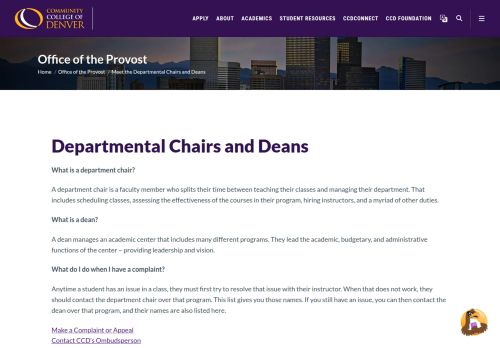 COMMUNITY
COLLEGE OF
DENVER
APPLY ABOUT ACADEMICS STUDENT RESOURCES CCDCONNECT CCD FOUNDATION
Office of the Provost
Home / Office of the Provost / Meet the Departmental Chairs and Deans
Departmental Chairs and Deans
What is a department chair?
A department chair is a faculty member who splits their time between teaching their classes and managing their department. That
includes scheduling classes, assessing the effectiveness of the courses in their program, hiring instructors, and a myriad of other duties.
What is a dean?
A dean manages an academic center that includes many different programs. They lead the academic, budgetary, and administrative
functions of the center – providing leadership and vision.
What do I do when I have a complaint?
Anytime a student has an issue in a class, they must first try to resolve that issue with their instructor. When that does not work, they
should contact the department chair over that program. This list gives you those names. If you still have an issue, you can then contact the
dean over that program, and their names are also listed here.
Make a Complaint or Appeal
Contact CCD's Ombudsperson